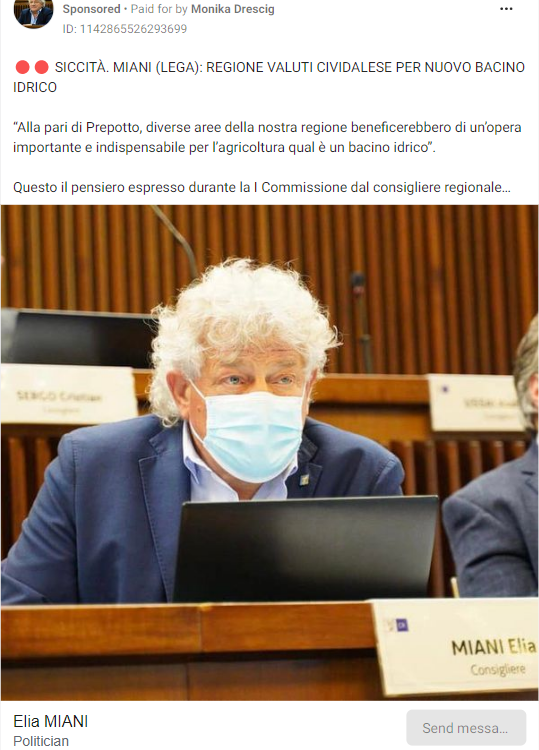 Sponsored • Paid for by Monika Drescig
ID: 1142865526293699
🔴🔴 SICCITÀ. MIANI (LEGA): REGIONE VALUTI CIVIDALESE PER NUOVO BACINO
IDRICO
“Alla pari di Prepotto, diverse aree della nostra regione beneficerebbero di un’opera
importante e indispensabile per l’agricoltura qual è un bacino idrico”.
Questo il pensiero espresso durante la I Commissione dal consigliere regionale...
SERGO Cristian
Consigliere
MIANI Elia
Consigliere
Elia MIANI
Politician
Send messa...